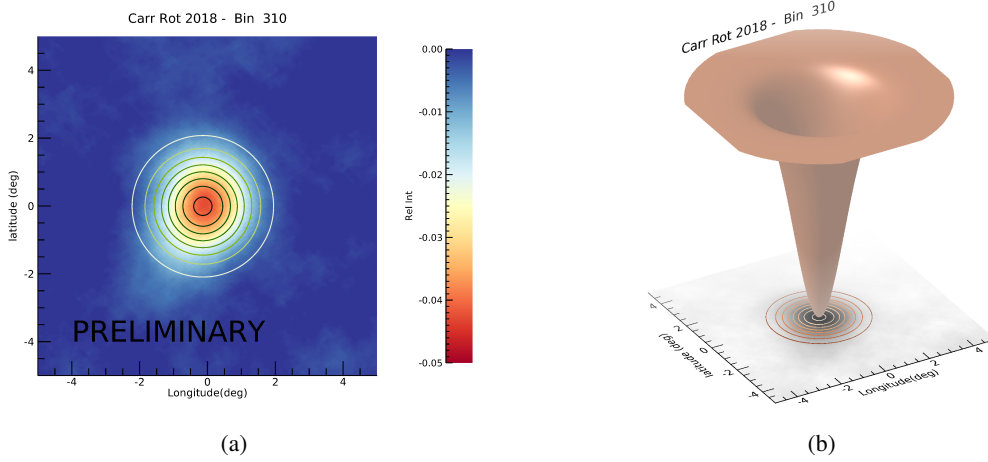 Carr Rot 2018 -  Bin  310
4
2
0
-2
-4
latitude (deg)
-4
-2
0
2
4
Longitude(deg)
PRELIMINARY
0.00
-0.01
-0.02
-0.03
-0.04
-0.05
Rel Int
(a)
Carr Rot 2018 -  Bin  310
4
2
0
-2
-4
latitude (deg)
-4
-2
0
2
4
Longitude(deg)
(b)